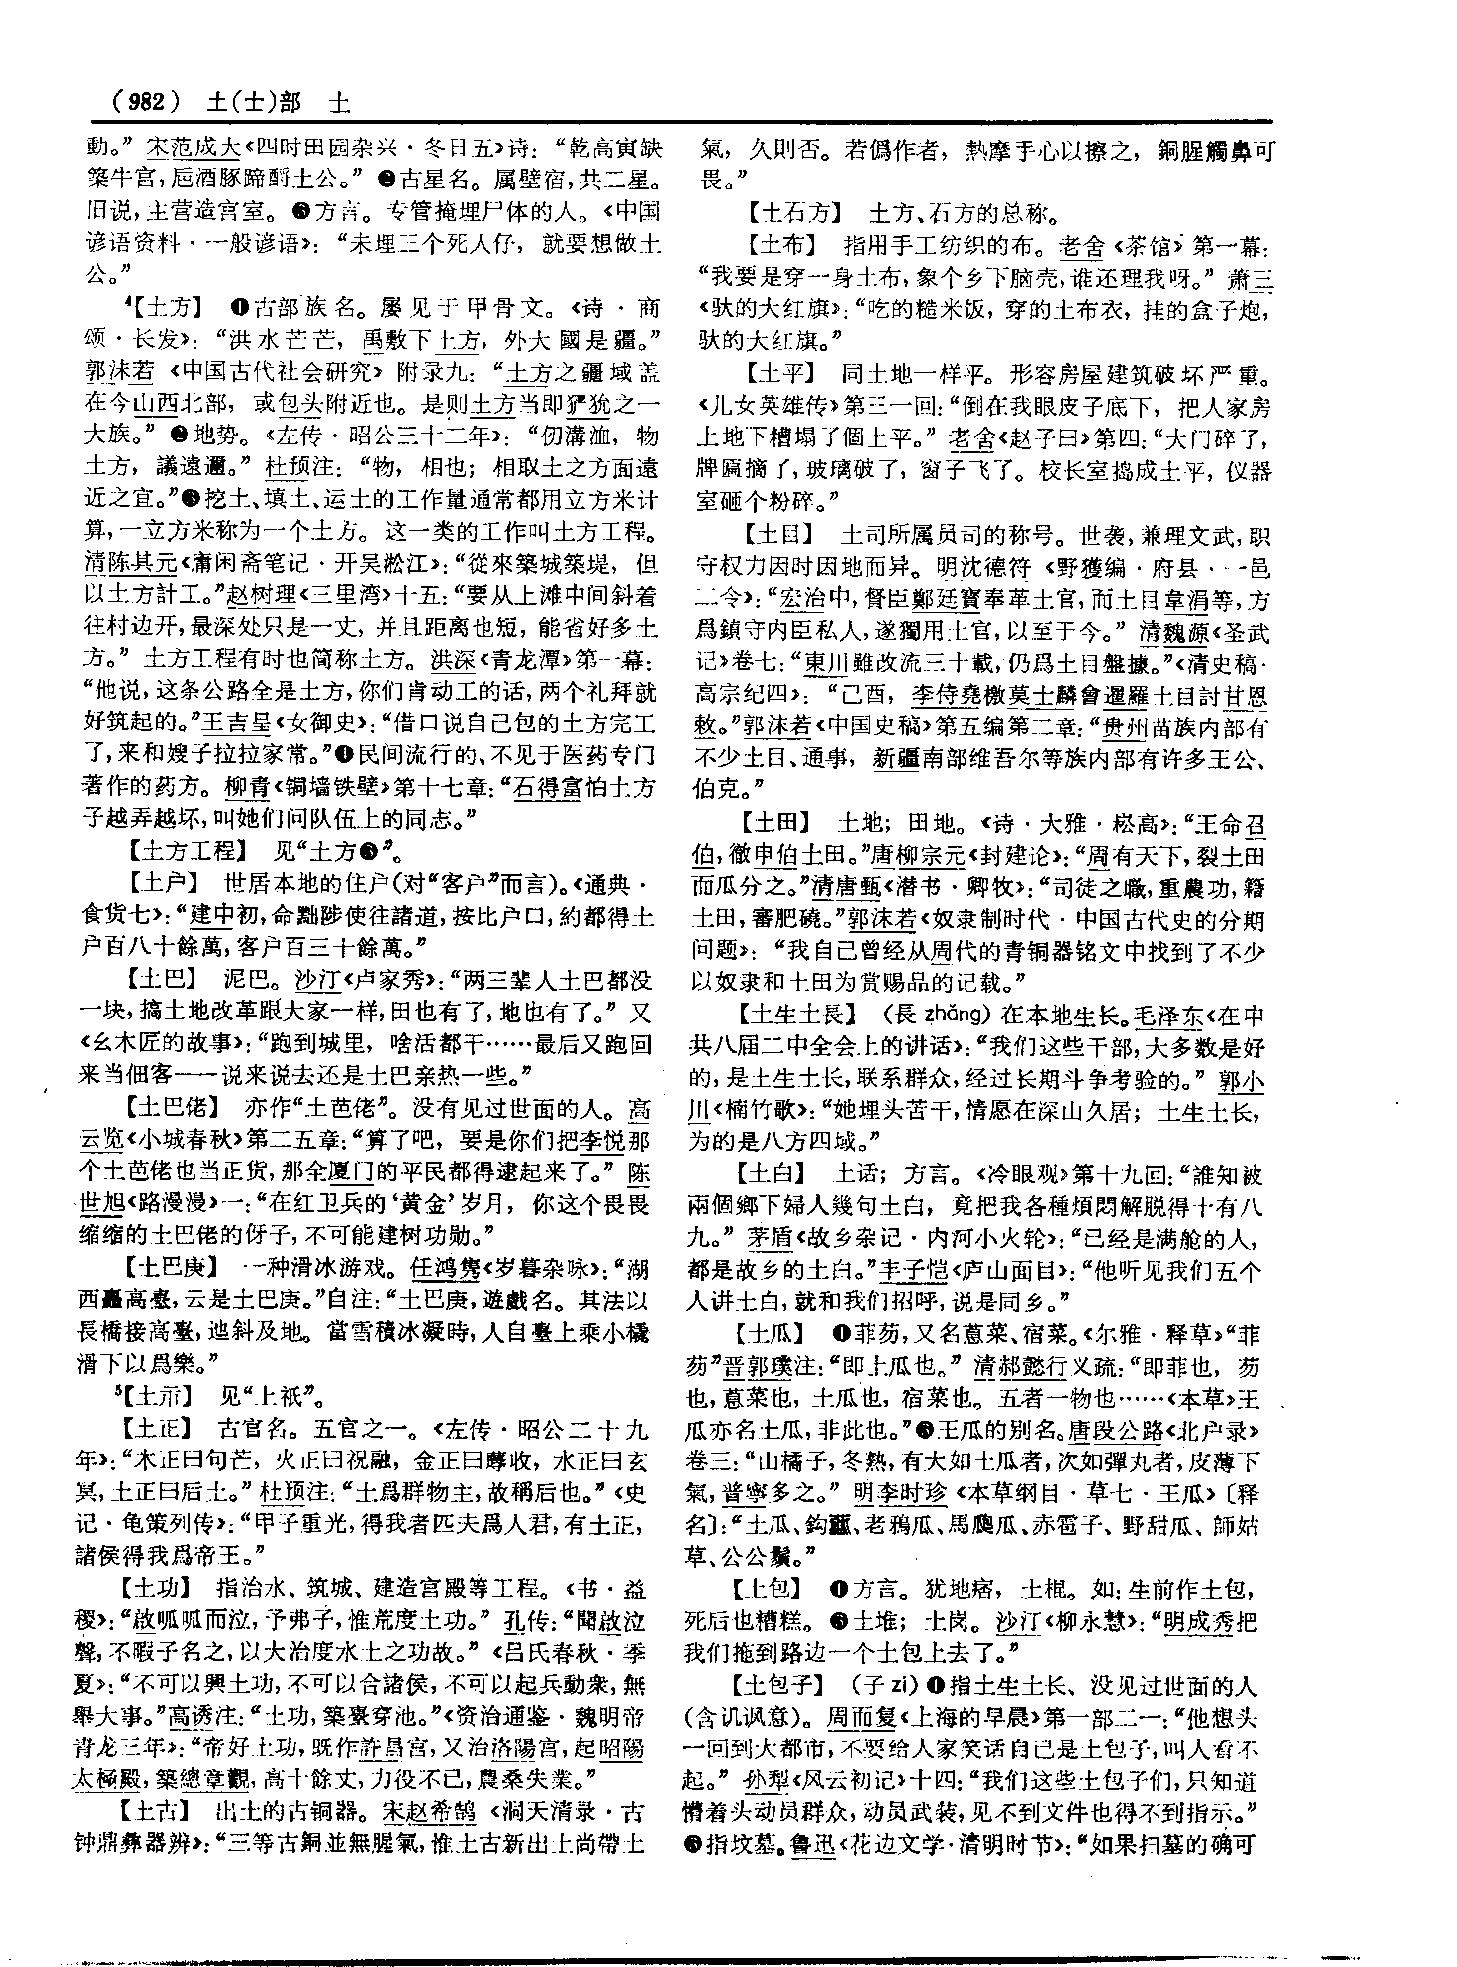 (982) 土(士)部 土
動。”宋范成大《四时田园杂兴·冬日五》诗：“乾高寅缺
築牛宫,卮酒豚蹄酹土公。”❷古星名。属壁宿,共二星。
旧说,主营造宫室。❸方言。专管掩埋尸体的人。《中国
谚语资料·一般谚语》：“未埋三个死人仔，就要想做土
公。”
⁴【土方】 ❶古部族名。屡见于甲骨文。《诗·商
颂·长发》：“洪水芒芒，禹敷下土方，外大國是疆。”
郭沫若《中国古代社会研究》附录九：“土方之疆域盖
在今山西北部，或包头附近也。是则土方当即玁狁之一
大族。”❷地势。《左传·昭公三十二年》：“仞溝洫，物
土方，議遠邇。”杜预注：“物，相也；相取土之方面遠
近之宜。”❸挖土、填土、运土的工作量通常都用立方米计
算,一立方米称为一个土方。这一类的工作叫土方工程。
清陈其元《庸闲斋笔记·开吴淞江》：“從來築城築堤，但
以土方計工。”赵树理《三里湾》十五：“要从上滩中间斜着
往村边开,最深处只是一丈，并且距离也短，能省好多土
方。”土方工程有时也简称土方。洪深《青龙潭》第一幕：
“他说,这条公路全是土方,你们肯动工的话,两个礼拜就
好筑起的。”王吉呈《女御史》：“借口说自己包的土方完工
了,来和嫂子拉拉家常。”❹民间流行的、不见于医药专门
著作的药方。柳青《铜墙铁壁》第十七章：“石得富怕土方
子越弄越坏,叫她们问队伍上的同志。”
【土方工程】 见“土方❸”。
【土户】 世居本地的住户(对“客户”而言)。《通典·
食货七》：“建中初,命黜陟使往諸道,按比户口,約都得土
户百八十餘萬,客户百三十餘萬。”
【土巴】 泥巴。沙汀《卢家秀》：“两三辈人土巴都没
一块,搞土地改革跟大家一样,田也有了,地也有了。”又
《幺木匠的故事》：“跑到城里，啥活都干……最后又跑回
来当佃客——说来说去还是土巴亲热一些。”
【土巴佬】 亦作“土芭佬”。没有见过世面的人。高
云览《小城春秋》第二五章：“算了吧，要是你们把李悦那
个土芭佬也当正货,那全厦门的平民都得逮起来了。”陈
世旭《路漫漫》一：“在红卫兵的‘黄金’岁月，你这个畏畏
缩缩的土巴佬的伢子,不可能建树功勋。”
【土巴庚】 一种滑冰游戏。任鸿隽《岁暮杂咏》：“湖
西矗高臺,云是土巴庚。”自注：“土巴庚,遊戲名。其法以
長橋接高臺,迆斜及地。當雪積冰凝時,人自臺上乘小橇
滑下以爲樂。”
⁵【土示】 见“土祇”。
【土正】 古官名。五官之一。《左传·昭公二十九
年》：“木正曰句芒，火正曰祝融，金正曰蓐收，水正曰玄
冥,土正曰后土。”杜预注：“土爲群物主,故稱后也。”《史
记·龟策列传》：“甲子重光,得我者匹夫爲人君,有土正,
諸侯得我爲帝王。”
【土功】 指治水、筑城、建造宫殿等工程。《书·益
稷》：“啟呱呱而泣,予弗子,惟荒度土功。”孔传：“聞啟泣
聲,不暇子名之,以大治度水土之功故。”《吕氏春秋·季
夏》：“不可以興土功,不可以合諸侯,不可以起兵動衆,無
舉大事。”高诱注：“土功,築臺穿池。”《资治通鉴·魏明帝
青龙三年》：“帝好土功,既作許昌宫,又治洛陽宫,起昭陽
太極殿,築總章觀,高十餘丈,力役不已,農桑失業。”
【土古】 出土的古铜器。宋赵希鹄《洞天清录·古
钟鼎彝器辨》：“三等古銅並無腥氣,惟土古新出土尚帶土
氣，久則否。若僞作者，熱摩手心以擦之，銅腥觸鼻可
畏。”
【土石方】 土方、石方的总称。
【土布】 指用手工纺织的布。老舍《茶馆》第一幕：
“我要是穿一身土布,象个乡下脑壳,谁还理我呀。”萧三
《驮的大红旗》：“吃的糙米饭，穿的土布衣，挂的盒子炮，
驮的大红旗。”
【土平】 同土地一样平。形容房屋建筑破坏严重。
《儿女英雄传》第三一回：“倒在我眼皮子底下，把人家房
上地下糟塌了個土平。”老舍《赵子曰》第四：“大门碎了，
牌匾摘了,玻璃破了，窗子飞了。校长室捣成土平，仪器
室砸个粉碎。”
【土目】 土司所属员司的称号。世袭,兼理文武,职
守权力因时因地而异。明沈德符《野獲编·府县·一邑
二令》：“宏治中,督臣鄭廷瓚奉革土官,而土目韋涓等,方
爲鎮守内臣私人,遂獨用土官,以至于今。”清魏源《圣武
记》卷七：“東川雖改流三十載,仍爲土目盤據。”《清史稿·
高宗纪四》：“己酉，李侍堯檄莫士麟會暹羅土目討甘恩
敕。”郭沫若《中国史稿》第五编第二章：“贵州苗族内部有
不少土目、通事，新疆南部维吾尔等族内部有许多王公、
伯克。”
【土田】 土地；田地。《诗·大雅·崧高》：“王命召
伯,徹申伯土田。”唐柳宗元《封建论》：“周有天下,裂土田
而瓜分之。”清唐甄《潜书·卿牧》：“司徒之職,重農功,籍
土田,審肥磽。”郭沫若《奴隶制时代·中国古代史的分期
问题》：“我自己曾经从周代的青铜器铭文中找到了不少
以奴隶和土田为赏赐品的记载。”
【土生土長】 (長 zhǎng)在本地生长。毛泽东《在中
共八届二中全会上的讲话》：“我们这些干部,大多数是好
的,是土生土长,联系群众,经过长期斗争考验的。”郭小
川《楠竹歌》：“她埋头苦干,情愿在深山久居；土生土长,
为的是八方四域。”
【土白】 土话；方言。《冷眼观》第十九回：“誰知被
兩個鄉下婦人幾句土白，竟把我各種煩悶解脱得十有八
九。”茅盾《故乡杂记·内河小火轮》：“已经是满舱的人，
都是故乡的土白。”丰子恺《庐山面目》：“他听见我们五个
人讲土白,就和我们招呼,说是同乡。”
【土瓜】 ❶菲芴,又名蒠菜、宿菜。《尔雅·释草》“菲
芴”晋郭璞注：“即土瓜也。”清郝懿行义疏：“即菲也，芴
也,蒠菜也，土瓜也，宿菜也。五者一物也……《本草》王
瓜亦名土瓜,非此也。”❷王瓜的别名。唐段公路《北户录》
卷三：“山橘子,冬熟,有大如土瓜者,次如彈丸者,皮薄下
氣,普寧多之。”明李时珍《本草纲目·草七·王瓜》〔释
名〕：“土瓜、鉤𦼮、老鴉瓜、馬瓟瓜、赤雹子、野甜瓜、師姑
草、公公鬚。”
【土包】 ❶方言。犹地痞，土棍。如：生前作土包，
死后也糟糕。❷土堆；土岗。沙汀《柳永慧》：“明成秀把
我们拖到路边一个土包上去了。”
【土包子】 (子 zi)❶指土生土长、没见过世面的人
(含讥讽意)。周而复《上海的早晨》第一部二一：“他想头
一回到大都市,不要给人家笑话自己是土包子,叫人看不
起。”孙犁《风云初记》十四：“我们这些土包子们,只知道
懵着头动员群众,动员武装,见不到文件也得不到指示。”
❷指坟墓。鲁迅《花边文学·清明时节》：“如果扫墓的确可